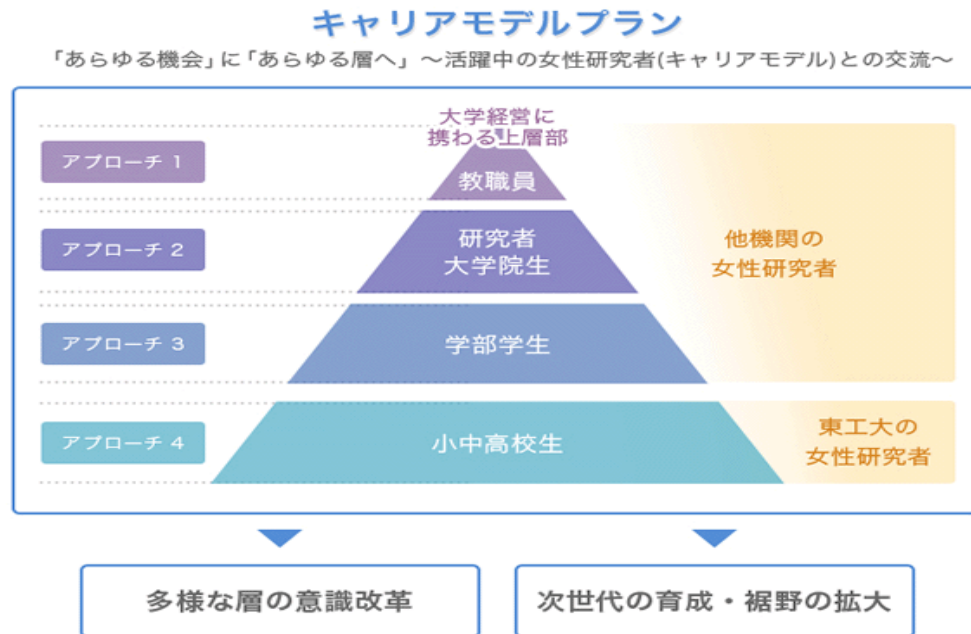 キャリアモデルプラン
「あらゆる機会」に「あらゆる層へ」 ～活躍中の女性研究者(キャリアモデル)との交流～
大学経営に
携わる上層部
アプローチ 1
教職員
アプローチ 2
研究者
大学院生
他機関の
女性研究者
アプローチ 3
学部学生
アプローチ 4
小中高校生
東工大の
女性研究者
多様な層の意識改革
次世代の育成・裾野の拡大